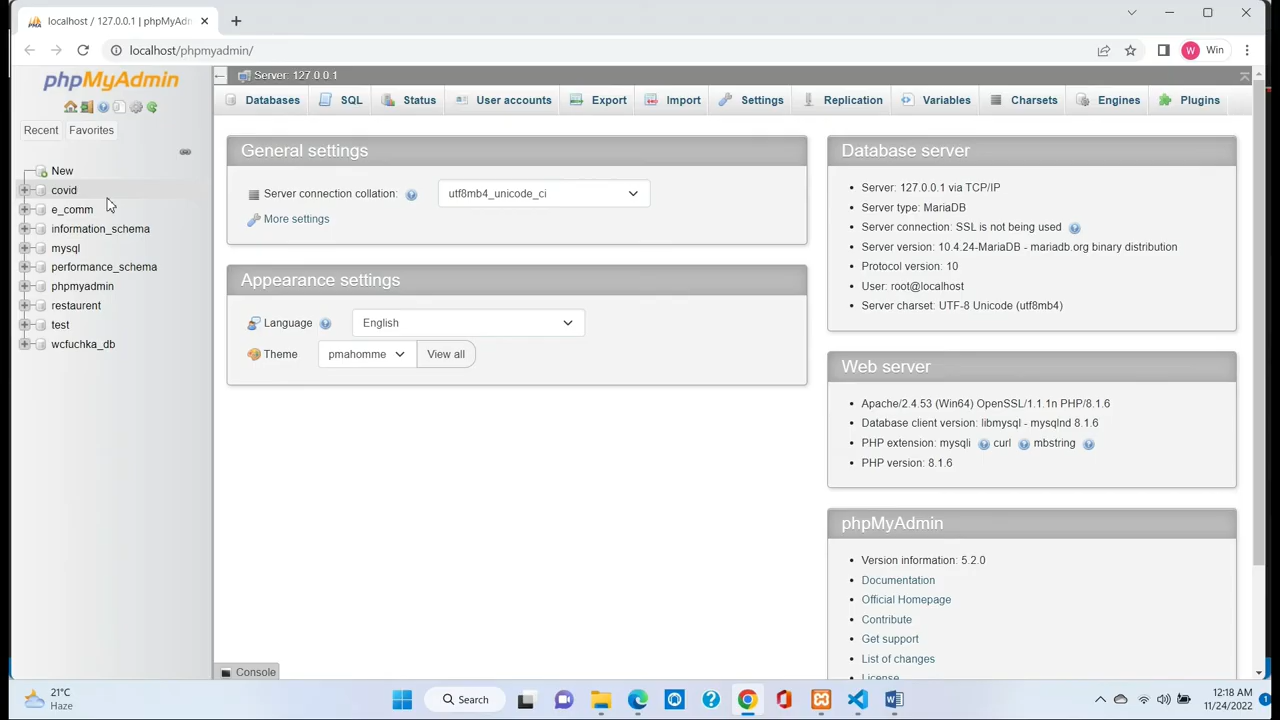 localhost / 127.0.0.1 | phpMyAdn
localhost/phpmyadmin/
Win
phpMyAdmin
Recent
Favorites
New
covid
e_comm
information_schema
mysql
performance_schema
phpmyadmin
restaurent
test
wcfuchka_db
Server: 127.0.0.1
Databases
SQL
Status
User accounts
Export
Import
Settings
Replication
Variables
Charsets
Engines
Plugins
General settings
Server connection collation:
utf8mb4_unicode_ci
More settings
Appearance settings
Language
English
Theme
pmahomme
View all
Database server
Server: 127.0.0.1 via TCP/IP
Server type: MariaDB
Server connection: SSL is not being used
Server version: 10.4.24-MariaDB - mariadb.org binary distribution
Protocol version: 10
User: root@localhost
Server charset: UTF-8 Unicode (utf8mb4)
Web server
Apache/2.4.53 (Win64) OpenSSL/1.1.1n PHP/8.1.6
Database client version: libmysql - mysqlnd 8.1.6
PHP extension: mysqli curl mbstring
PHP version: 8.1.6
phpMyAdmin
Version information: 5.2.0
Documentation
Official Homepage
Contribute
Get support
List of changes
License
Console
21°C
Haze
Search
12:18 AM
11/24/2022